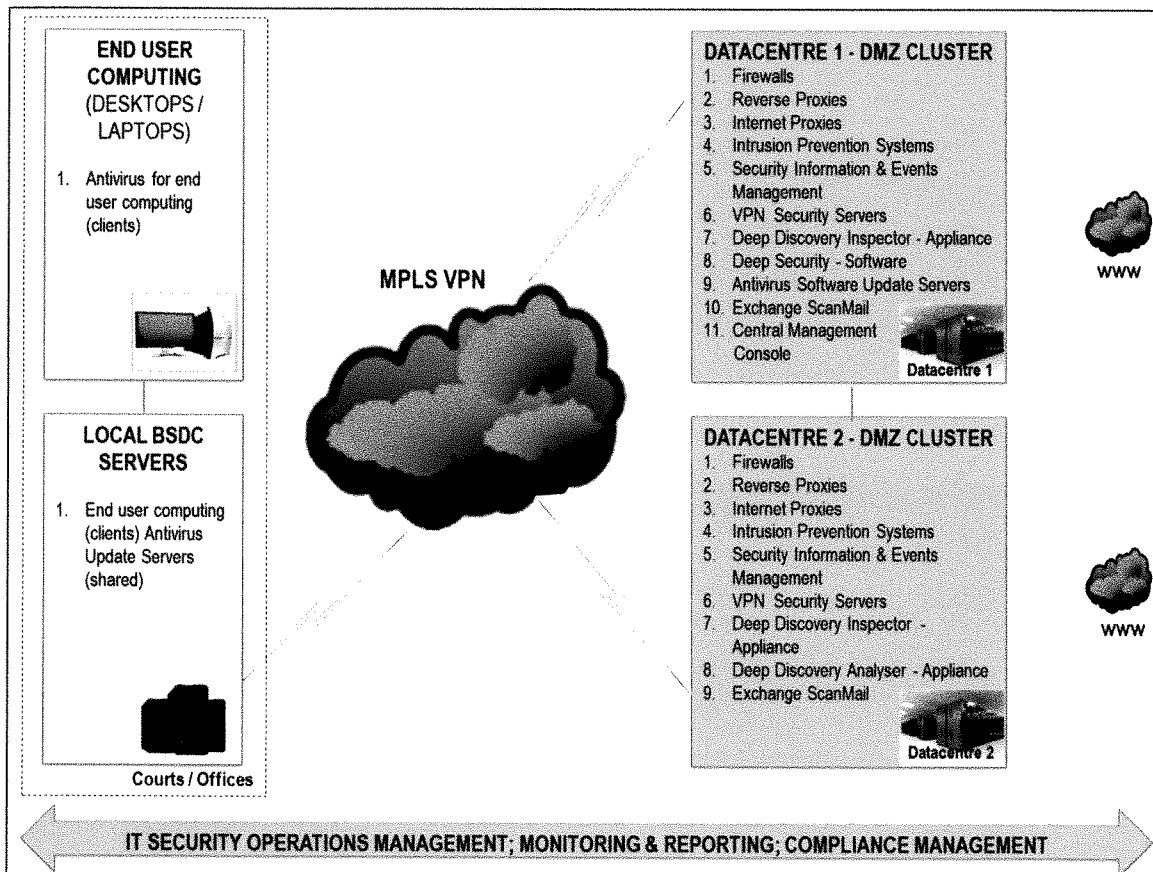 END USER
COMPUTING
(DESKTOPS /
LAPTOPS)
1. Antivirus for end
user computing
(clients)
LOCAL BSDC
SERVERS
1. End user computing
(clients) Antivirus
Update Servers
(shared)
Courts / Offices
MPLS VPN
DATACENTRE 1 - DMZ CLUSTER
1. Firewalls
2. Reverse Proxies
3. Internet Proxies
4. Intrusion Prevention Systems
5. Security Information & Events
Management
6. VPN Security Servers
7. Deep Discovery Inspector - Appliance
8. Deep Security - Software
9. Antivirus Software Update Servers
10. Exchange ScanMail
11. Central Management
Console
Datacentre 1
WWW
DATACENTRE 2 - DMZ CLUSTER
1. Firewalls
2. Reverse Proxies
3. Internet Proxies
4. Intrusion Prevention Systems
5. Security Information & Events
Management
6. VPN Security Servers
7. Deep Discovery Inspector -
Appliance
8. Deep Discovery Analyser - Appliance
9. Exchange ScanMail
Datacentre 2
WWW
IT SECURITY OPERATIONS MANAGEMENT; MONITORING & REPORTING; COMPLIANCE MANAGEMENT